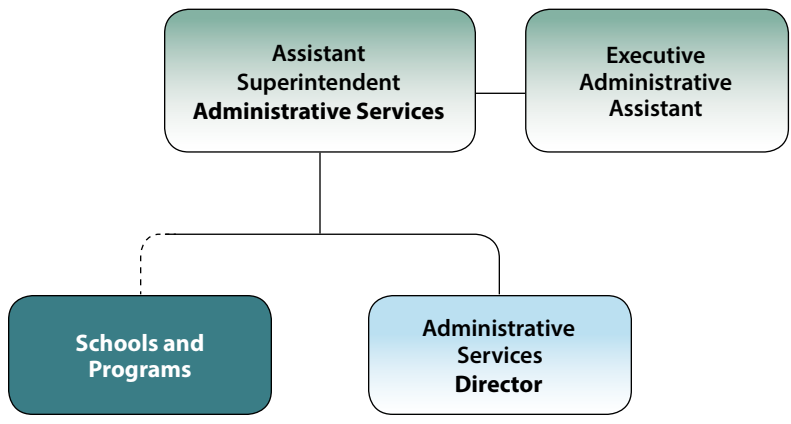 Assistant
Superintendent
Administrative Services
Executive
Administrative
Assistant
Schools and
Programs
Administrative
Services
Director